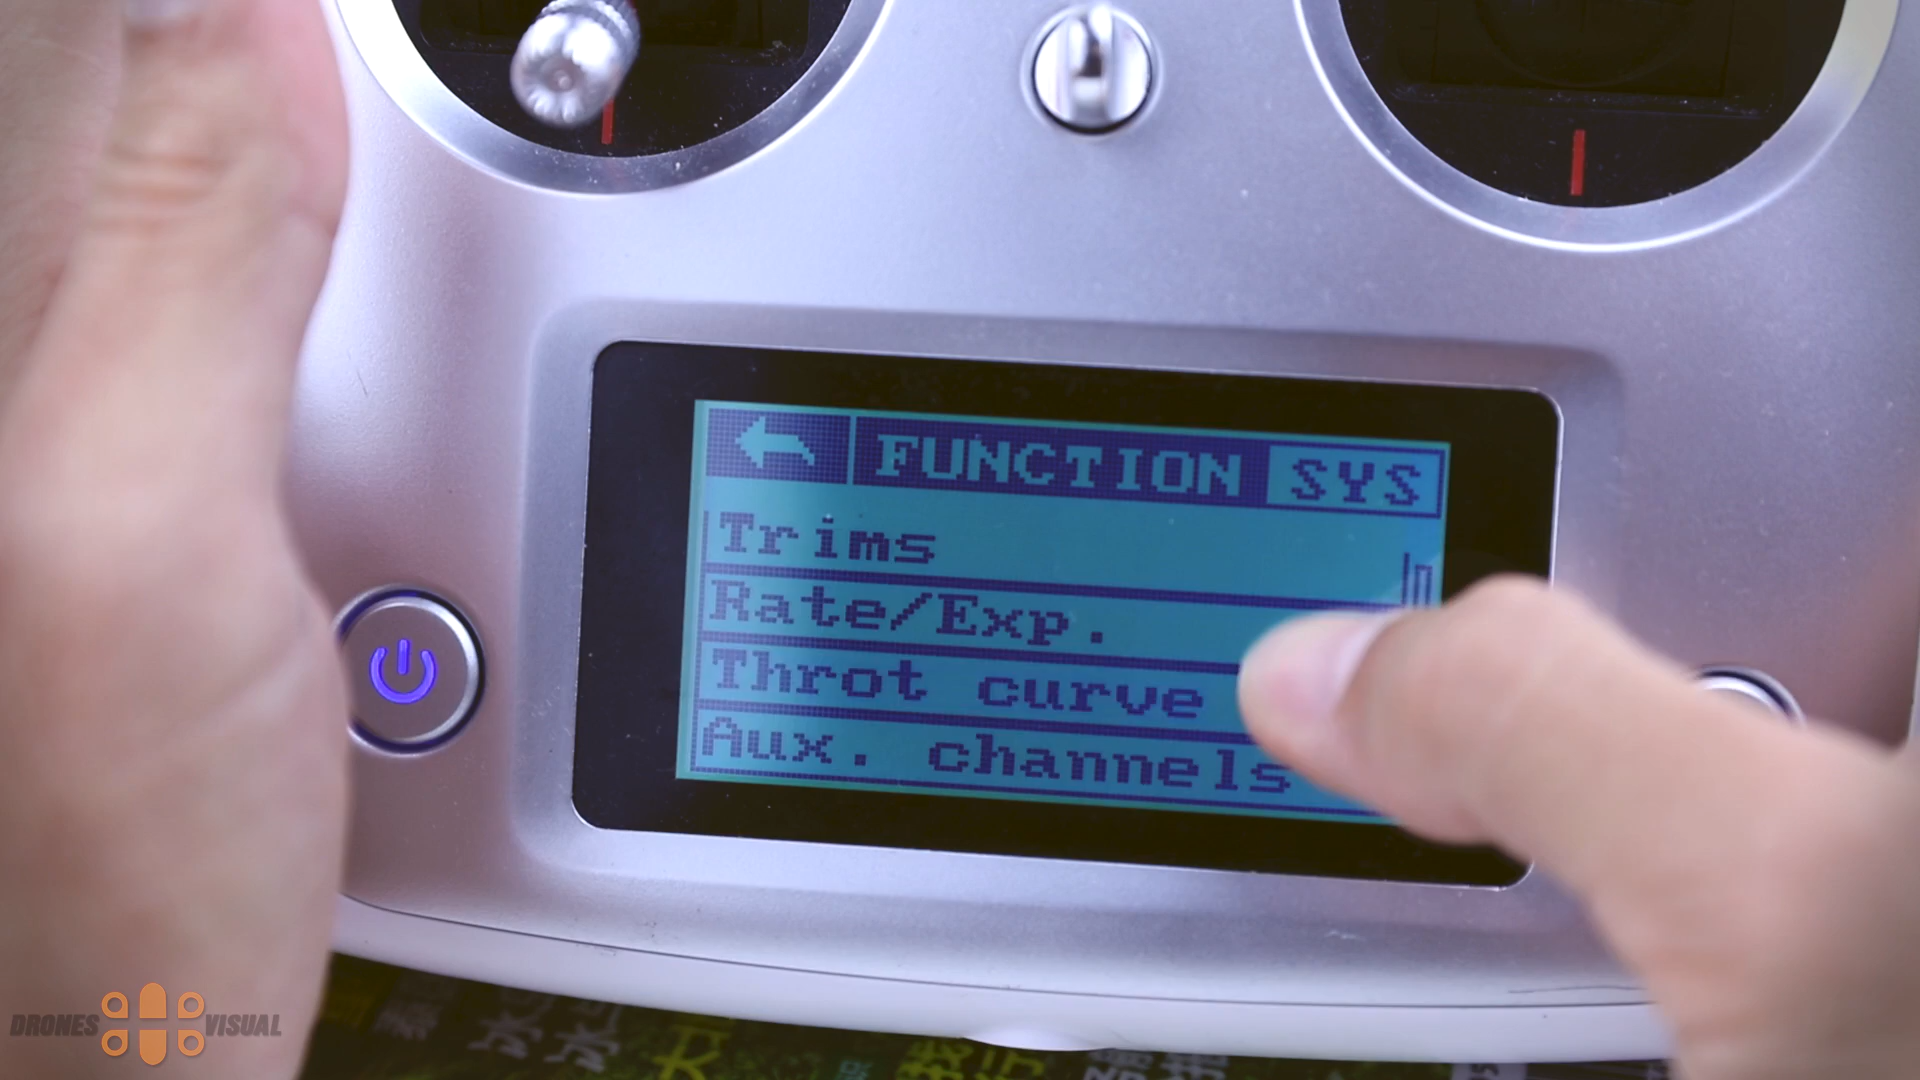 FUNCTION SYS
Trims
Rate/Exp.
Throt curve
Aux. channels
DRONES VISUAL